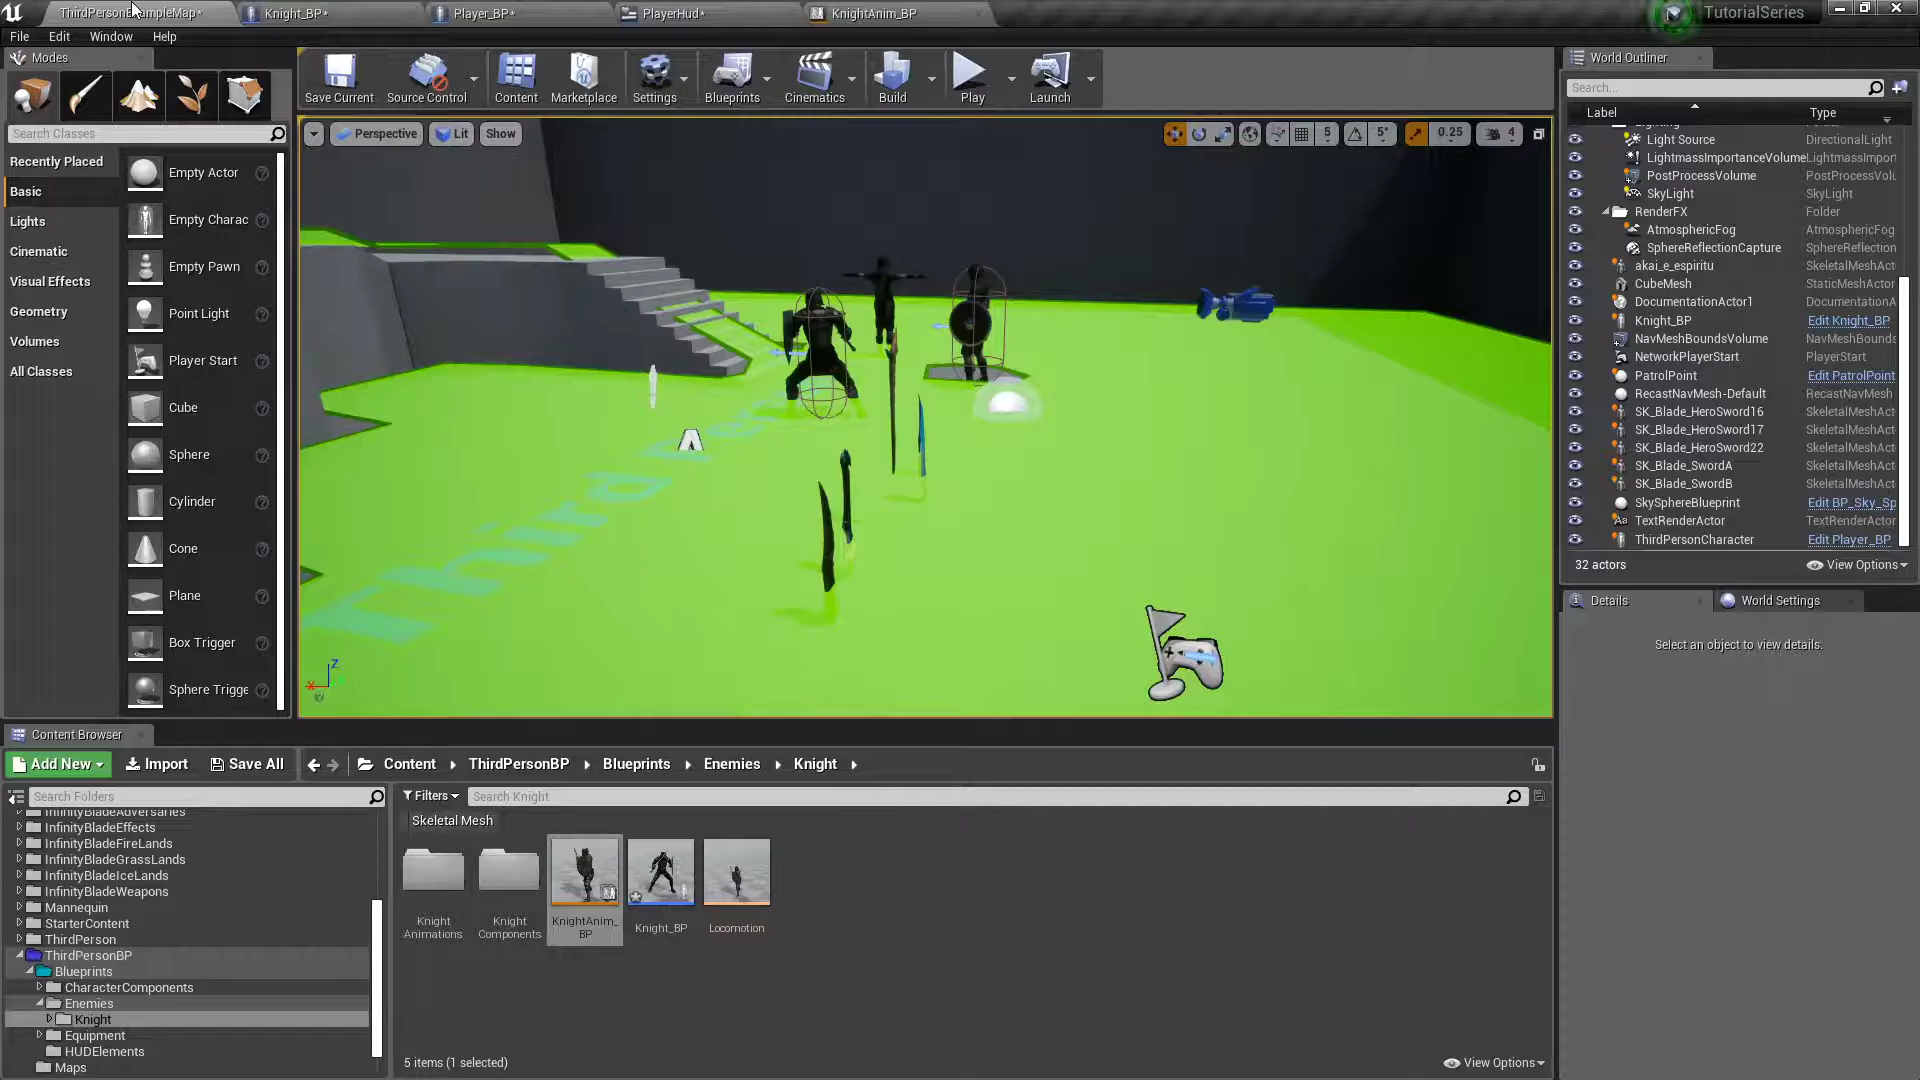 ThirdPersonExampleMap*
Knight_BP*
Player_BP*
PlayerHud*
KnightAnim_BP
TutorialSeries
File
Edit
Window
Help
Modes
Save Current
Source Control
Content
Marketplace
Settings
Blueprints
Cinematics
Build
Play
Launch
World Outliner
Search...
Label
Type
Search Classes
Perspective
Lit
Show
5
5°
0.25
4
Recently Placed
Basic
Lights
Cinematic
Visual Effects
Geometry
Volumes
All Classes
Empty Actor
Empty Charac
Empty Pawn
Point Light
Player Start
Cube
Sphere
Cylinder
Cone
Plane
Box Trigger
Sphere Trigge
Light Source DirectionalLight
LightmassImportanceVolume LightmassImpor
PostProcessVolume PostProcessVolu
SkyLight SkyLight
RenderFX Folder
AtmosphericFog AtmosphericFog
SphereReflectionCapture SphereReflection
akai_e_espiritu SkeletalMeshAct
CubeMesh StaticMeshActor
DocumentationActor1 DocumentationA
Knight_BP Edit Knight_BP
NavMeshBoundsVolume NavMeshBounds
NetworkPlayerStart PlayerStart
PatrolPoint Edit PatrolPoint
RecastNavMesh-Default RecastNavMesh
SK_Blade_HeroSword16 SkeletalMeshAct
SK_Blade_HeroSword17 SkeletalMeshAct
SK_Blade_HeroSword22 SkeletalMeshAct
SK_Blade_SwordA SkeletalMeshAct
SK_Blade_SwordB SkeletalMeshAct
SkySphereBlueprint Edit BP_Sky_Sp
TextRenderActor TextRenderActor
ThirdPersonCharacter Edit Player_BP
32 actors
View Options
Details
World Settings
Select an object to view details.
Third
Z
X
Content Browser
Add New
Import
Save All
Content
ThirdPersonBP
Blueprints
Enemies
Knight
Search Folders
Filters
Search Knight
Skeletal Mesh
InfinityBladeAdversaries
InfinityBladeEffects
InfinityBladeFireLands
InfinityBladeGrassLands
InfinityBladeIceLands
InfinityBladeWeapons
Mannequin
StarterContent
ThirdPerson
ThirdPersonBP
Blueprints
CharacterComponents
Enemies
Knight
Equipment
HUDElements
Maps
Knight Animations
Knight Components
KnightAnim_BP
Knight_BP
Locomotion
5 items (1 selected)
View Options